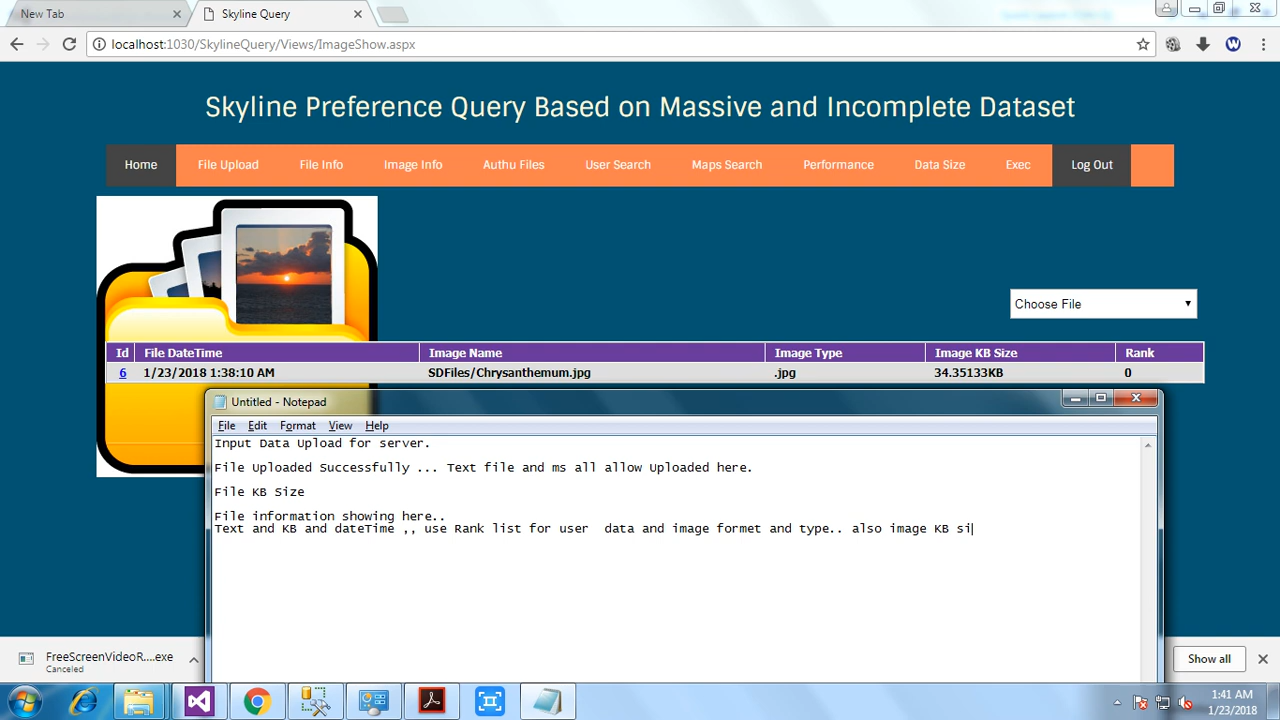 New Tab
Skyline Query
localhost:1030/SkylineQuery/Views/ImageShow.aspx
Skyline Preference Query Based on Massive and Incomplete Dataset
Home File Upload File Info Image Info Authu Files User Search Maps Search Performance Data Size Exec Log Out
Choose File
Id File DateTime Image Name Image Type Image KB Size Rank
6 1/23/2018 1:38:10 AM SDFiles/Chrysanthemum.jpg .jpg 34.35133KB 0
Untitled - Notepad
File Edit Format View Help
Input Data Upload for server.
File Uploaded Successfully ... Text file and ms all allow Uploaded here.
File KB Size
File information showing here..
Text and KB and dateTime ,, use Rank list for user  data and image formet and type.. also image KB si
FreeScreenVideoR....exe
Canceled
Show all
1:41 AM
1/23/2018